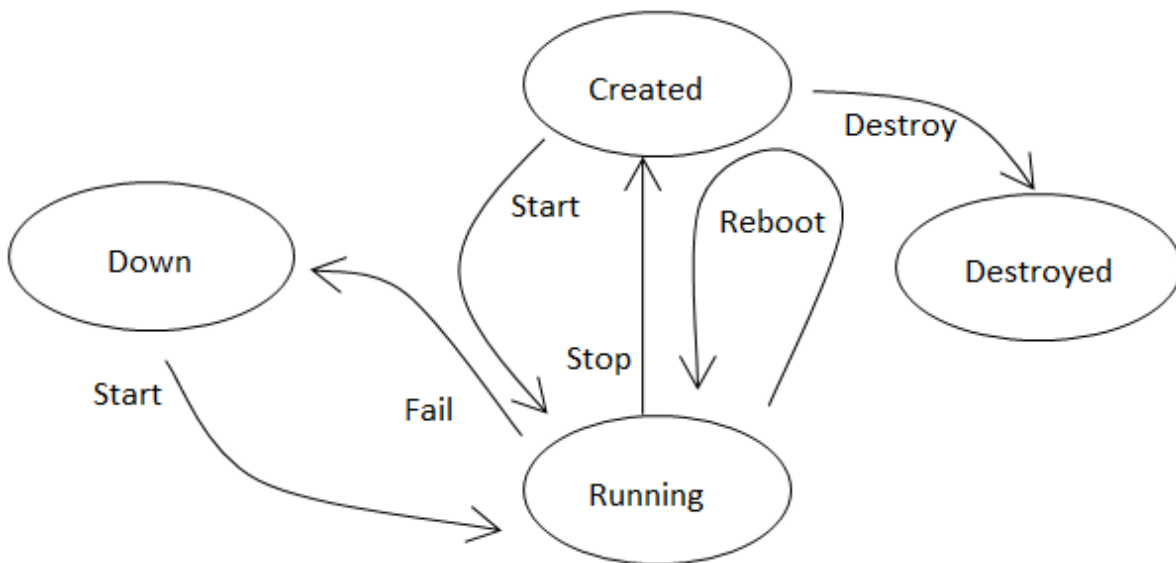 Created
Destroy
Start
Reboot
Down
Destroyed
Stop
Start
Fail
Running